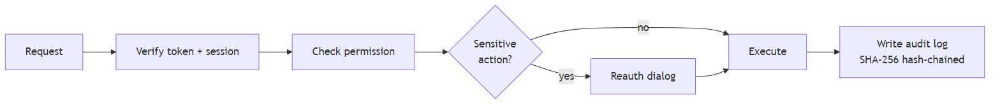 Request
Verify token + session
Check permission
Sensitive
action?
no
yes
Reauth dialog
Execute
Write audit log
SHA-256 hash-chained